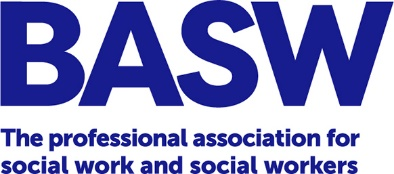 BASW
The professional association for
social work and social workers